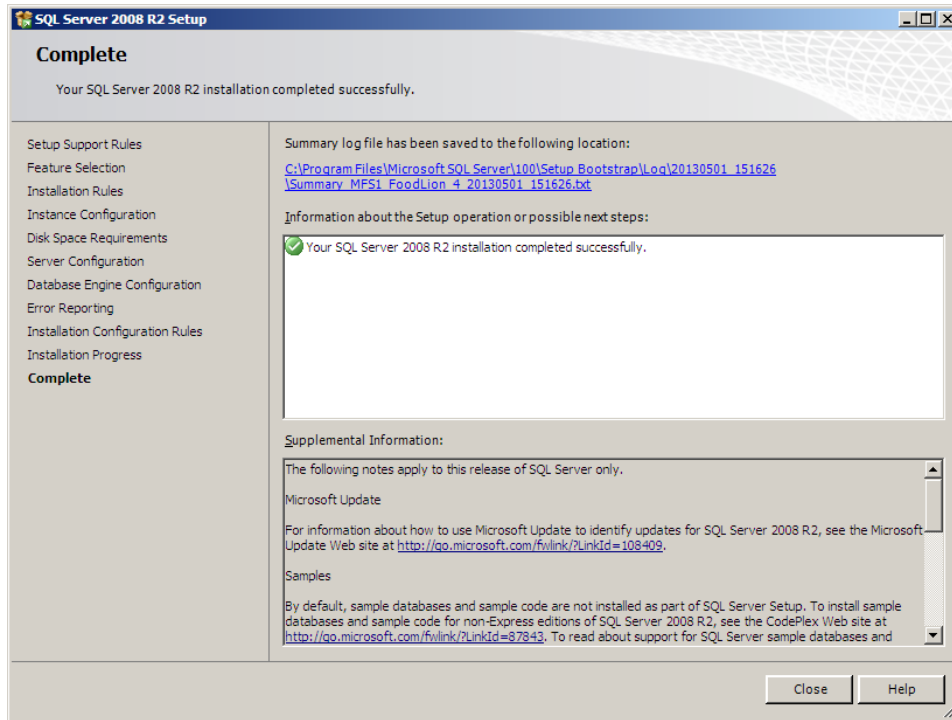 SQL Server 2008 R2 Setup
Complete
Your SQL Server 2008 R2 installation completed successfully.
Setup Support Rules
Feature Selection
Installation Rules
Instance Configuration
Disk Space Requirements
Server Configuration
Database Engine Configuration
Error Reporting
Installation Configuration Rules
Installation Progress
Complete
Summary log file has been saved to the following location:
C:\Program Files\Microsoft SQL Server\100\Setup Bootstrap\Log\20130501_151626
\Summary_MFS1_FoodLion_4_20130501_151626.txt
Information about the Setup operation or possible next steps:
Your SQL Server 2008 R2 installation completed successfully.
Supplemental Information:
The following notes apply to this release of SQL Server only.
Microsoft Update
For information about how to use Microsoft Update to identify updates for SQL Server 2008 R2, see the Microsoft
Update Web site at http://go.microsoft.com/fwlink/?LinkId=108409.
Samples
By default, sample databases and sample code are not installed as part of SQL Server Setup. To install sample
databases and sample code for non-Express editions of SQL Server 2008 R2, see the CodePlex Web site at
http://go.microsoft.com/fwlink/?LinkId=87843. To read about support for SQL Server sample databases and
Close
Help